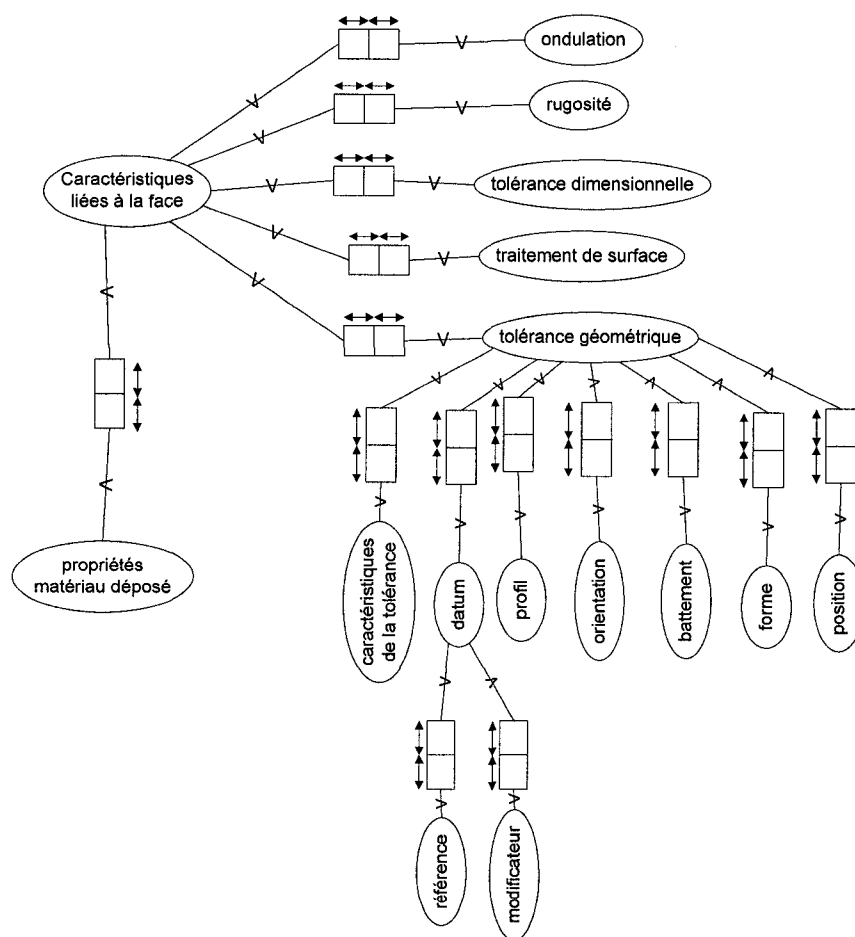 ondulation
rugosité
Caractéristiques
liées à la face
tolérance dimensionnelle
traitement de surface
tolérance géométrique
propriétés
matériau déposé
caractéristiques
de la tolérance
datum
profil
orientation
battement
forme
position
référence
modificateur